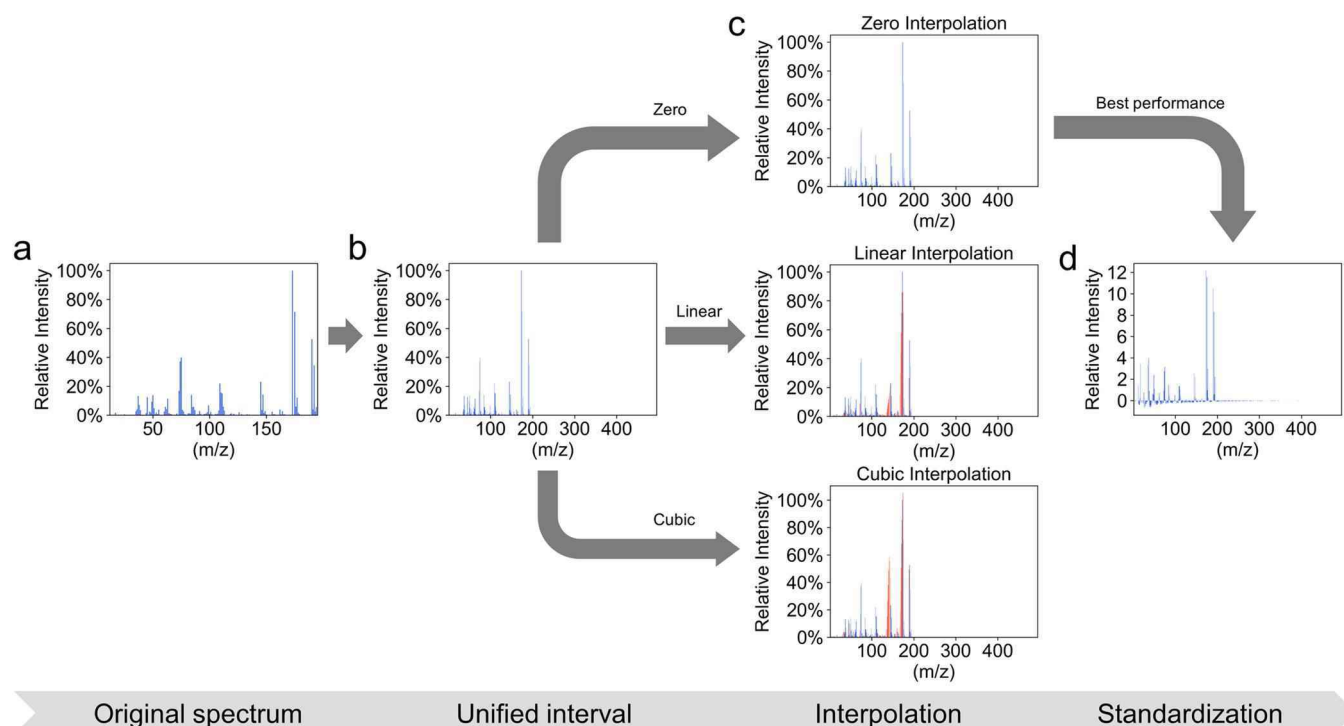 a
Relative Intensity
100%
80%
60%
40%
20%
0%
50
100
150
(m/z)
b
Relative Intensity
100%
80%
60%
40%
20%
0%
100
200
300
400
(m/z)
Zero
Linear
Cubic
c
Zero Interpolation
Relative Intensity
100%
80%
60%
40%
20%
0%
100
200
300
400
(m/z)
Linear Interpolation
Relative Intensity
100%
80%
60%
40%
20%
0%
100
200
300
400
(m/z)
Cubic Interpolation
Relative Intensity
100%
80%
60%
40%
20%
0%
100
200
300
400
(m/z)
Best performance
d
Relative Intensity
12
10
8
6
4
2
0
100
200
300
400
(m/z)
Original spectrum
Unified interval
Interpolation
Standardization